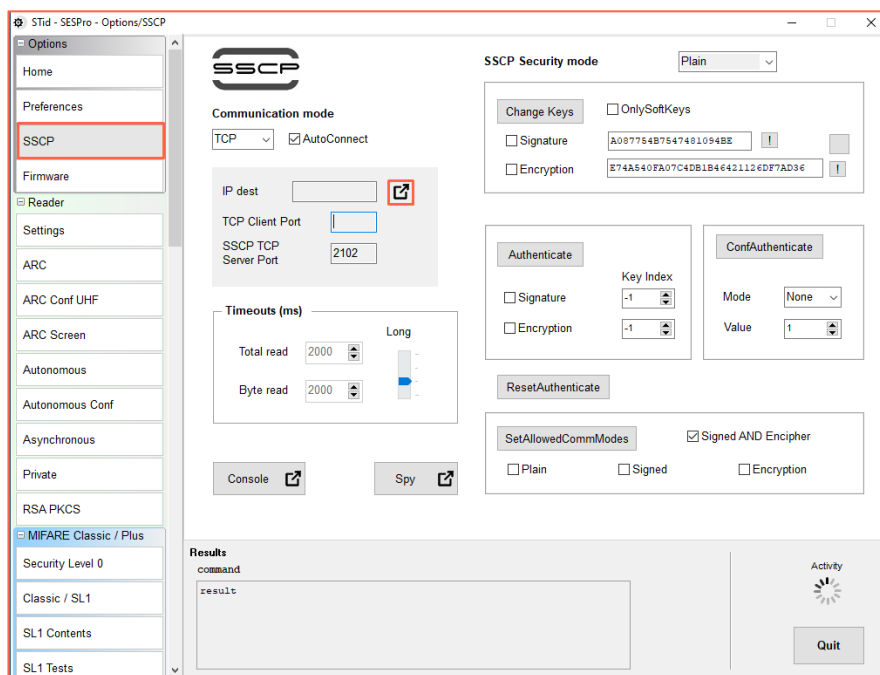 STid - SESPro - Options/SSCP
Options
Home
Preferences
SSCP
Firmware
Reader
Settings
ARC
ARC Conf UHF
ARC Screen
Autonomous
Autonomous Conf
Asynchronous
Private
RSA PKCS
MIFARE Classic / Plus
Security Level 0
Classic / SL1
SL1 Contents
SL1 Tests
SSCP
Communication mode
TCP
AutoConnect
IP dest
TCP Client Port
SSCP TCP
Server Port
2102
Timeouts (ms)
Long
Total read
2000
Byte read
2000
Console
Spy
SSCP Security mode
Plain
Change Keys
OnlySoftKeys
Signature
A087754B7547481094BE
!
Encryption
E74A540FA07C4DB1B46421126DF7AD36
!
Authenticate
Key Index
Signature
-1
Encryption
-1
ConfAuthenticate
Mode
None
Value
1
ResetAuthenticate
SetAllowedCommModes
Signed AND Encipher
Plain
Signed
Encryption
Results
command
result
Activity
Quit